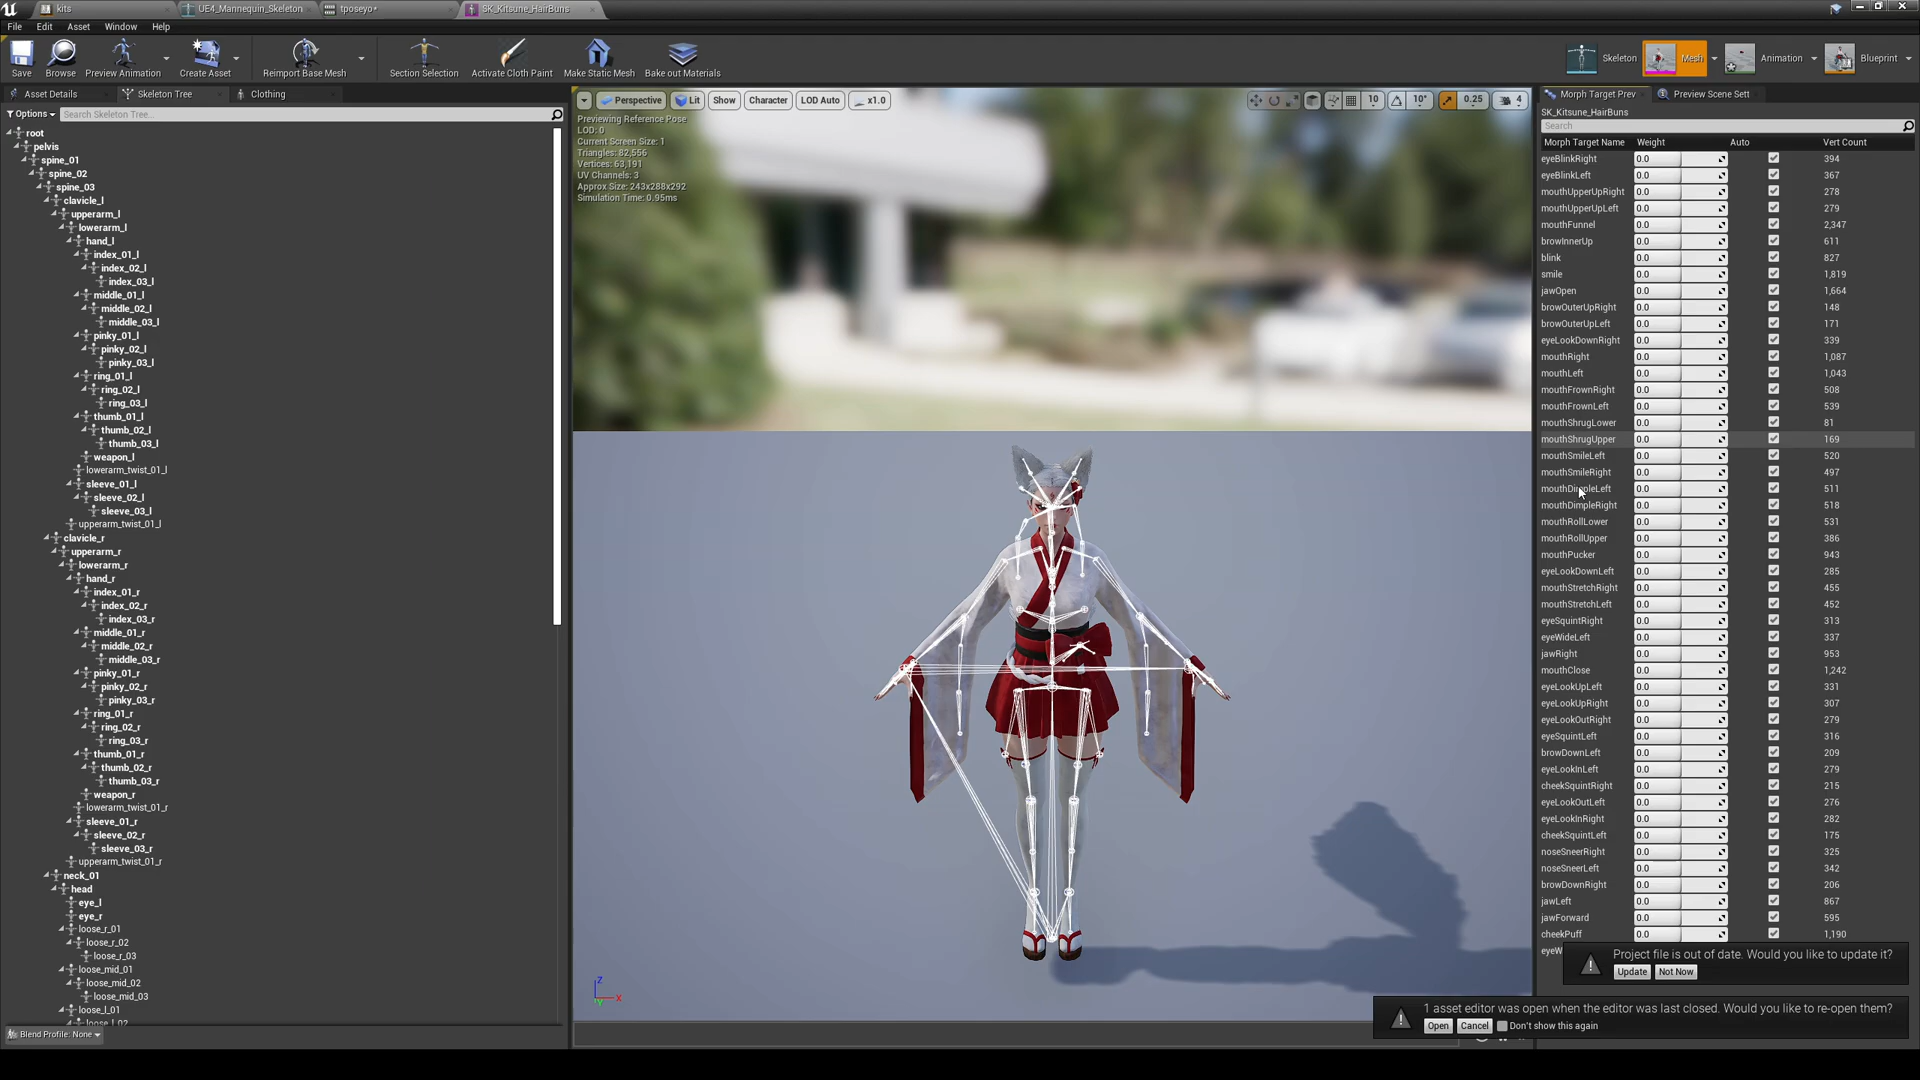 kits
UE4_Mannequin_Skeleton
tposeyo*
SK_Kitsune_HairBuns
File Edit Asset Window Help
Save
Browse
Preview Animation
Create Asset
Reimport Base Mesh
Section Selection
Activate Cloth Paint
Make Static Mesh
Bake out Materials
Skeleton
Mesh
Animation
Blueprint
Asset Details
Skeleton Tree
Clothing
Options
Search Skeleton Tree...
root
pelvis
spine_01
spine_02
spine_03
clavicle_l
upperarm_l
lowerarm_l
hand_l
index_01_l
index_02_l
index_03_l
middle_01_l
middle_02_l
middle_03_l
pinky_01_l
pinky_02_l
pinky_03_l
ring_01_l
ring_02_l
ring_03_l
thumb_01_l
thumb_02_l
thumb_03_l
weapon_l
lowerarm_twist_01_l
sleeve_01_l
sleeve_02_l
sleeve_03_l
upperarm_twist_01_l
clavicle_r
upperarm_r
lowerarm_r
hand_r
index_01_r
index_02_r
index_03_r
middle_01_r
middle_02_r
middle_03_r
pinky_01_r
pinky_02_r
pinky_03_r
ring_01_r
ring_02_r
ring_03_r
thumb_01_r
thumb_02_r
thumb_03_r
weapon_r
lowerarm_twist_01_r
sleeve_01_r
sleeve_02_r
sleeve_03_r
upperarm_twist_01_r
neck_01
head
eye_l
eye_r
loose_r_01
loose_r_02
loose_r_03
loose_mid_01
loose_mid_02
loose_mid_03
loose_l_01
loose_l_02
Blend Profile: None
Perspective Lit Show Character LOD Auto x1.0
10 10° 0.25 4
Previewing Reference Pose
LOD: 0
Current Screen Size: 1
Triangles: 82,556
Vertices: 63,191
UV Channels: 3
Approx Size: 243x288x292
Simulation Time: 0.95ms
Z
X
Y
Morph Target Prev
Preview Scene Sett
SK_Kitsune_HairBuns
Search
Morph Target Name Weight Auto Vert Count
eyeBlinkRight 0.0 394
eyeBlinkLeft 0.0 367
mouthUpperUpRight 0.0 278
mouthUpperUpLeft 0.0 279
mouthFunnel 0.0 2,347
browInnerUp 0.0 611
blink 0.0 827
smile 0.0 1,819
jawOpen 0.0 1,664
browOuterUpRight 0.0 148
browOuterUpLeft 0.0 171
eyeLookDownRight 0.0 339
mouthRight 0.0 1,087
mouthLeft 0.0 1,043
mouthFrownRight 0.0 508
mouthFrownLeft 0.0 539
mouthShrugLower 0.0 81
mouthShrugUpper 0.0 169
mouthSmileLeft 0.0 520
mouthSmileRight 0.0 497
mouthDimpleLeft 0.0 511
mouthDimpleRight 0.0 518
mouthRollLower 0.0 531
mouthRollUpper 0.0 386
mouthPucker 0.0 943
eyeLookDownLeft 0.0 285
mouthStretchRight 0.0 455
mouthStretchLeft 0.0 452
eyeSquintRight 0.0 313
eyeWideLeft 0.0 337
jawRight 0.0 953
mouthClose 0.0 1,242
eyeLookUpLeft 0.0 331
eyeLookUpRight 0.0 307
eyeLookOutRight 0.0 279
eyeSquintLeft 0.0 316
browDownLeft 0.0 209
eyeLookInLeft 0.0 279
cheekSquintRight 0.0 215
eyeLookOutLeft 0.0 276
eyeLookInRight 0.0 282
cheekSquintLeft 0.0 175
noseSneerRight 0.0 325
noseSneerLeft 0.0 342
browDownRight 0.0 206
jawLeft 0.0 867
jawForward 0.0 595
cheekPuff 0.0 1,190
eyeW
Project file is out of date. Would you like to update it?
Update Not Now
1 asset editor was open when the editor was last closed. Would you like to re-open them?
Open Cancel Don't show this again